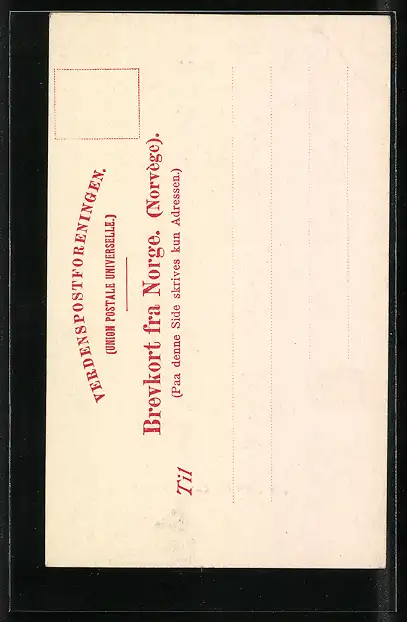 VERDENSPOSTFORENINGEN.
(UNION POSTALE UNIVERSELLE.)
Brevkort fra Norge. (Norvège).
(Paa denne Side skrives kun Adressen.)
Til